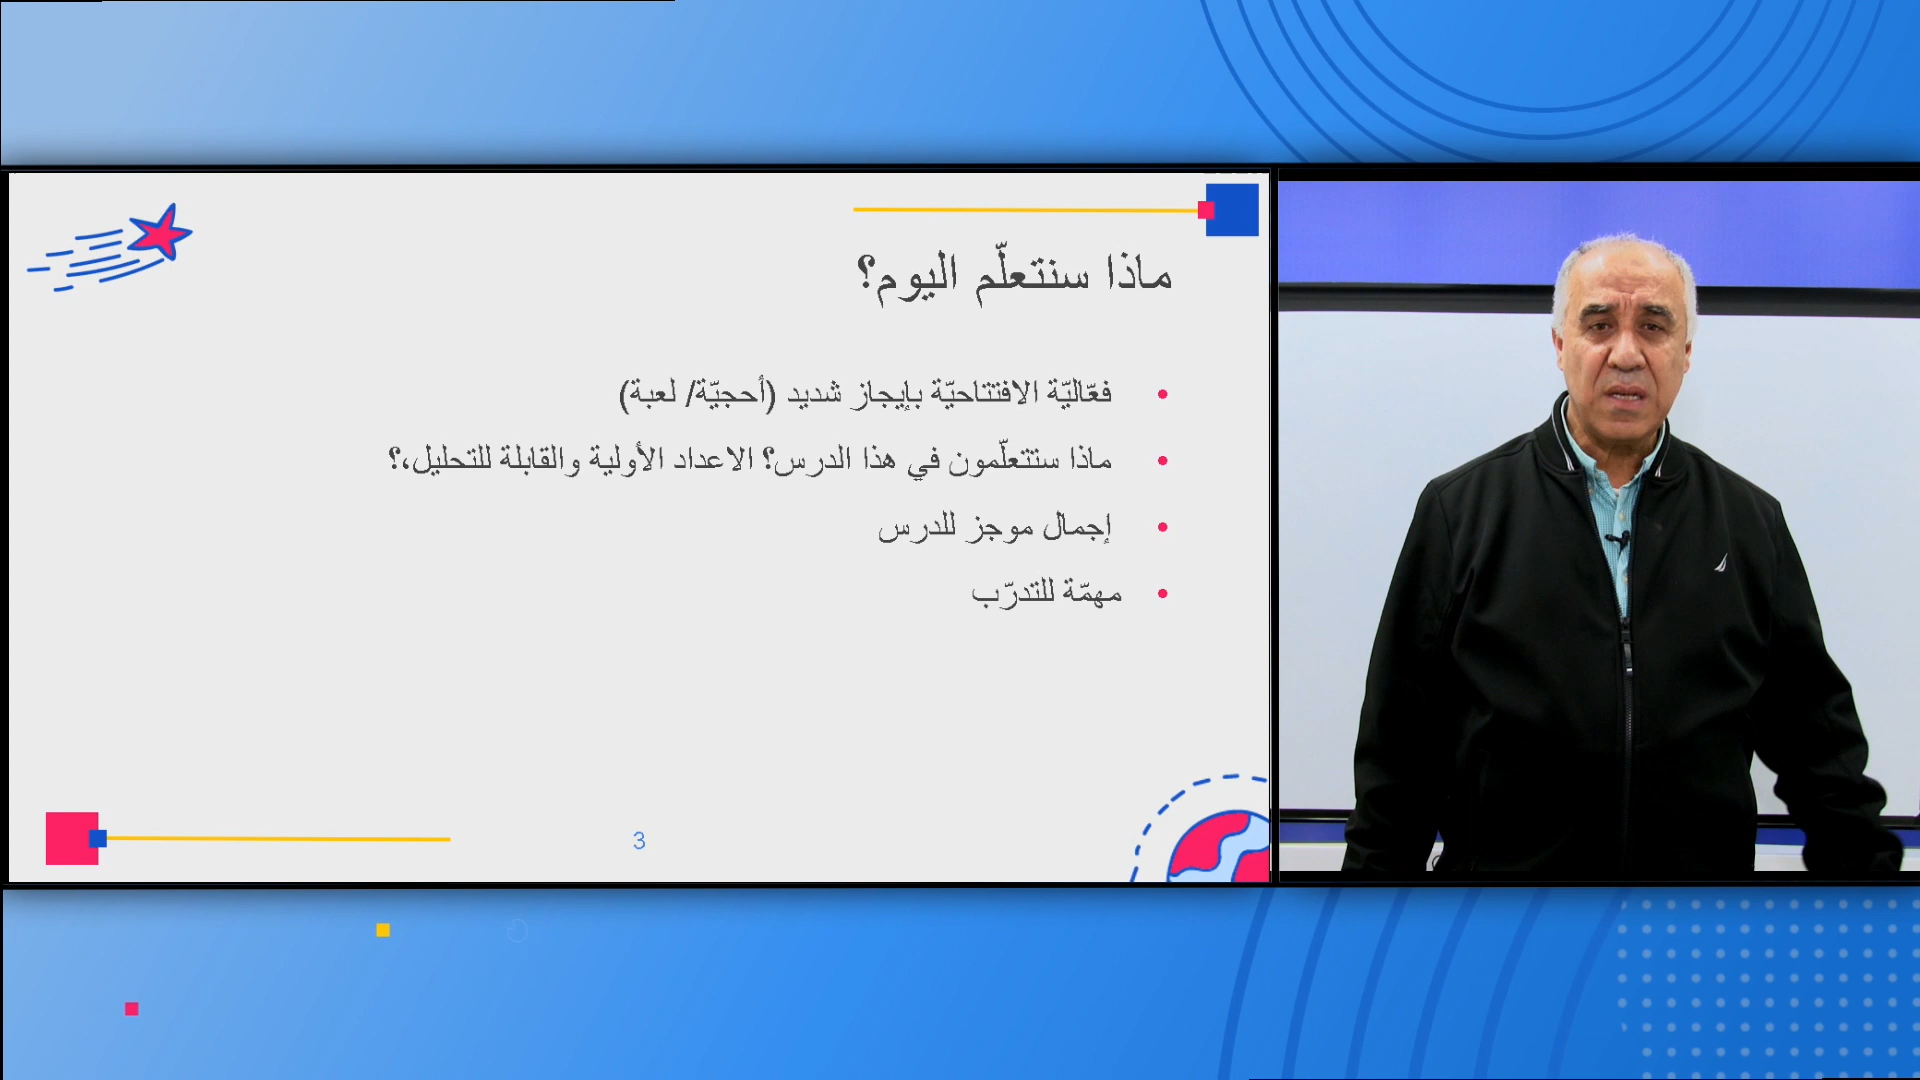 ماذا سنتعلّم اليوم؟
فعّاليّة الافتتاحيّة بإيجاز شديد (أحجيّة/ لعبة)
ماذا ستتعلّمون في هذا الدرس؟ الاعداد الأولية والقابلة للتحليل،؟
إجمال موجز للدرس
مهمّة للتدرّب
3